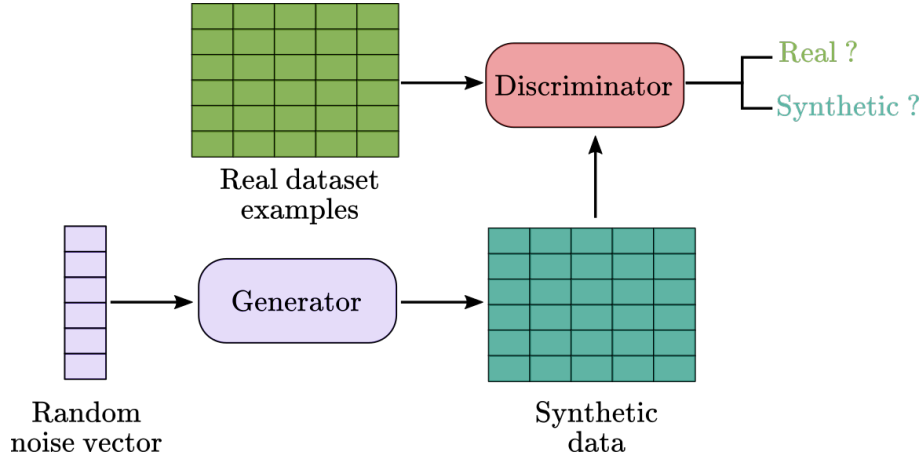 Real ?
Discriminator
Synthetic ?
Real dataset
examples
Generator
Random
noise vector
Synthetic
data